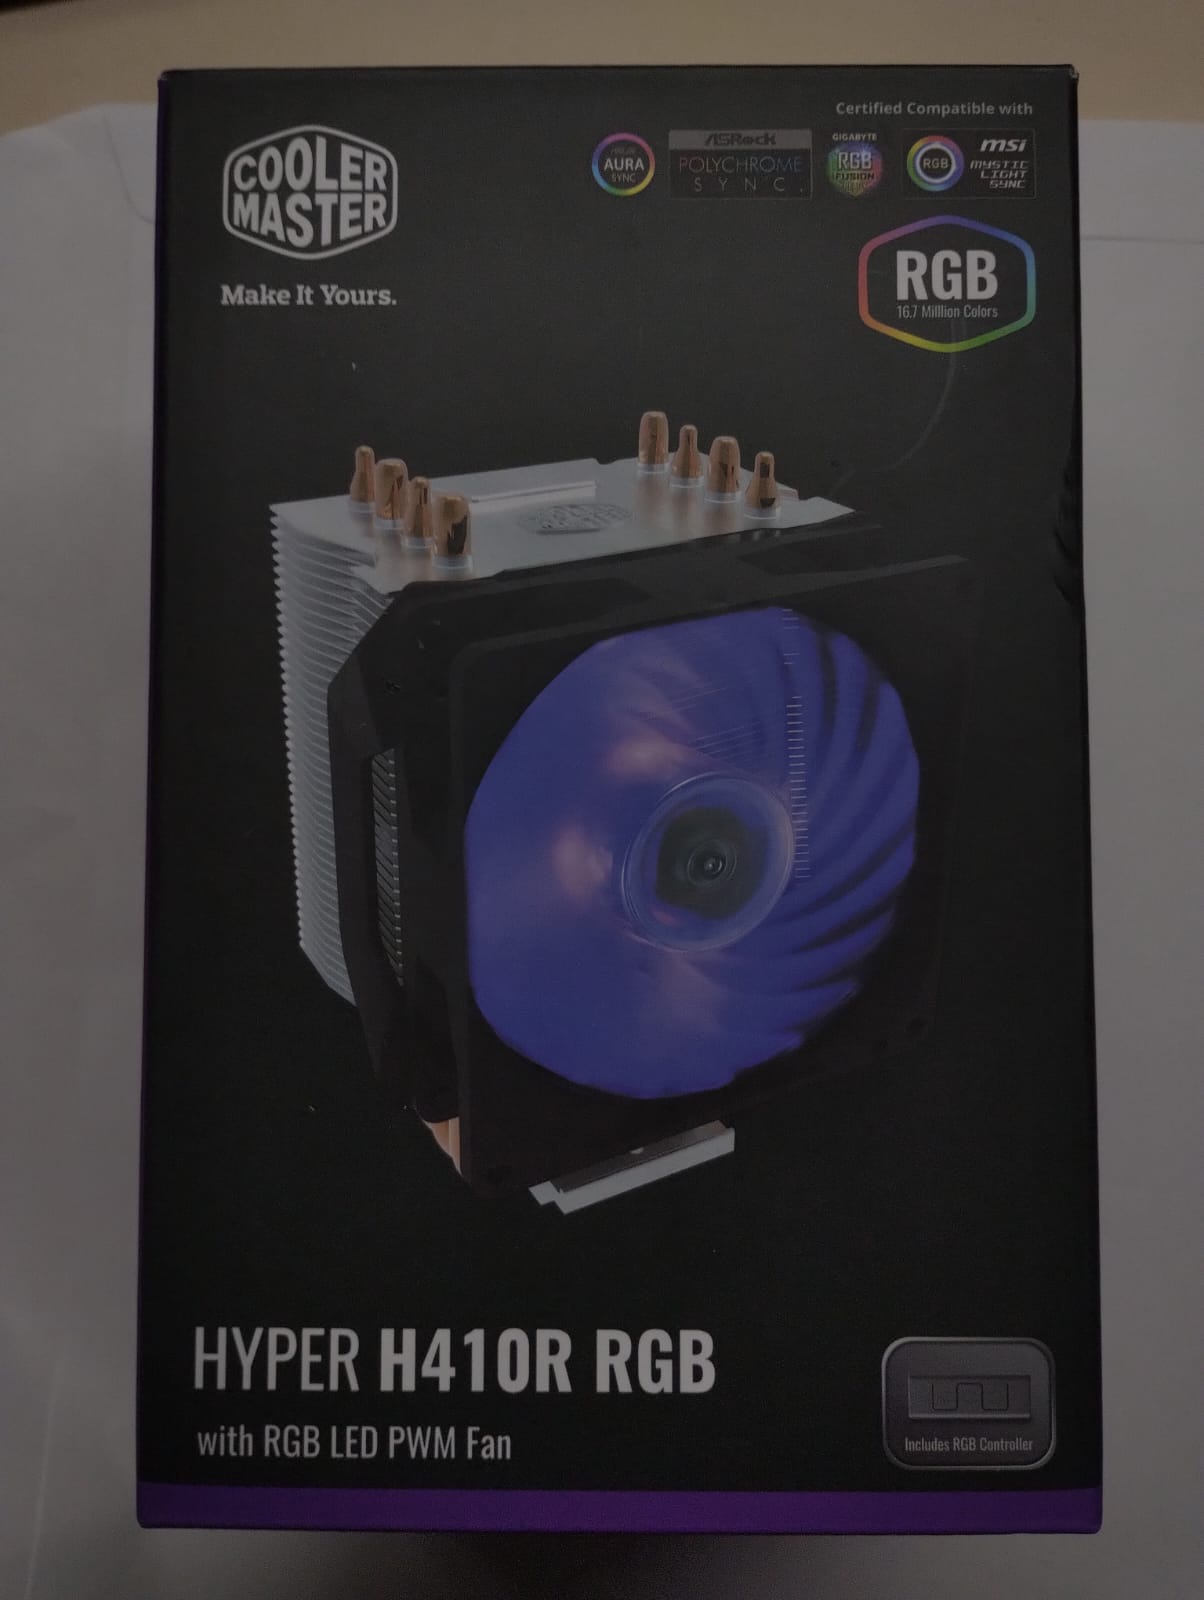 Certified Compatible with
COOLER
MASTER
Make It Yours.
AURA
SYNC
ASRock
POLYCHROME
SYNC
GIGABYTE
RGB
FUSION
RGB
msi
MYSTIC
LIGHT
SYNC
RGB
16.7 Milllion Colors
HYPER H410R RGB
with RGB LED PWM Fan
Includes RGB Controller